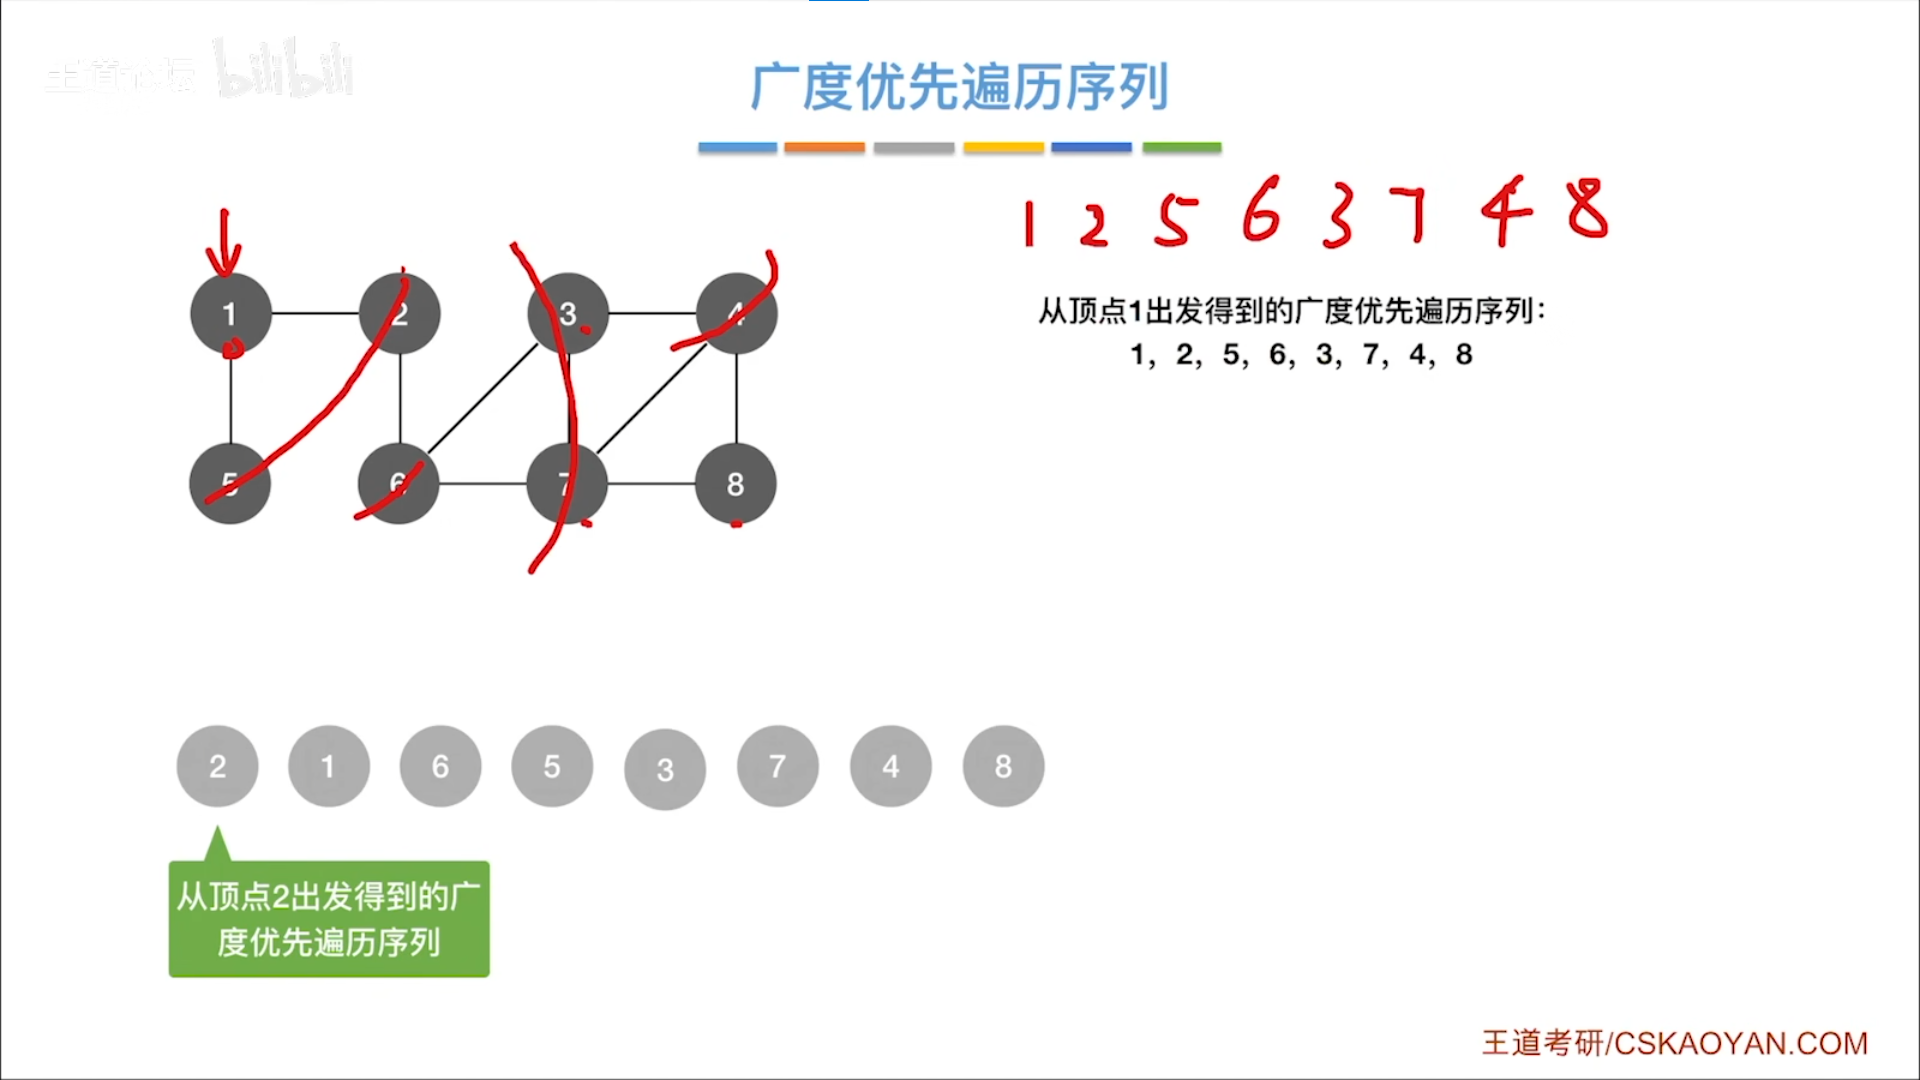 王道论坛 bilibili
广度优先遍历序列
1 2 5 6 3 7 4 8
从顶点1出发得到的广度优先遍历序列：
1，2，5，6，3，7，4，8
1 2 3 4
5 6 7 8
2 1 6 5 3 7 4 8
从顶点2出发得到的广
度优先遍历序列
王道考研/CSKAOYAN.COM